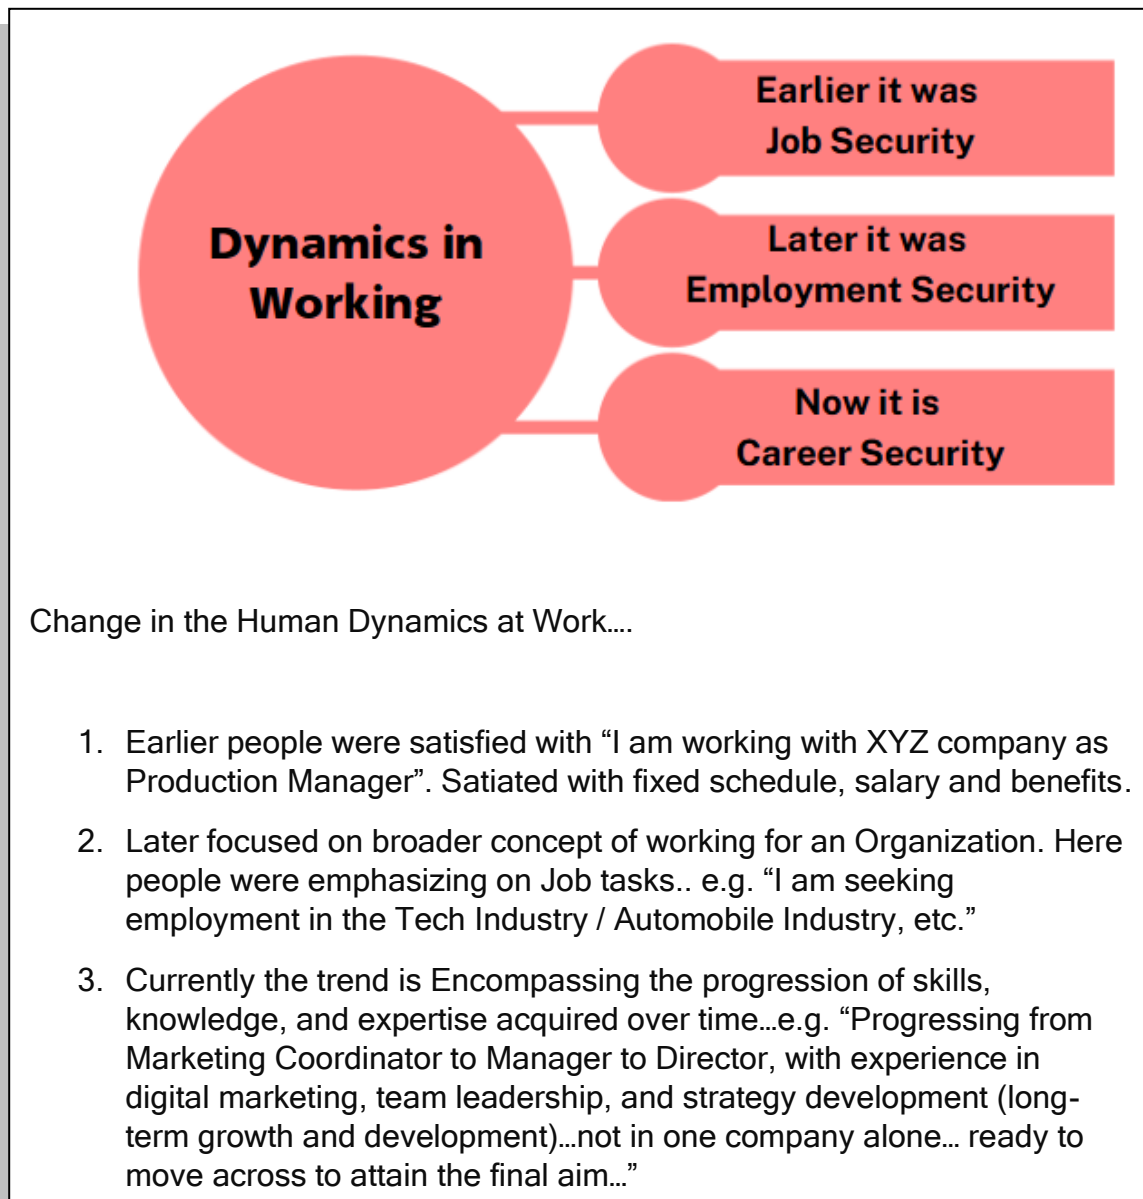 Dynamics in
Working
Earlier it was
Job Security
Later it was
Employment Security
Now it is
Career Security
Change in the Human Dynamics at Work….
1. Earlier people were satisfied with “I am working with XYZ company as
Production Manager”. Satiated with fixed schedule, salary and benefits.
2. Later focused on broader concept of working for an Organization. Here
people were emphasizing on Job tasks.. e.g. “I am seeking
employment in the Tech Industry / Automobile Industry, etc.”
3. Currently the trend is Encompassing the progression of skills,
knowledge, and expertise acquired over time…e.g. “Progressing from
Marketing Coordinator to Manager to Director, with experience in
digital marketing, team leadership, and strategy development (long-
term growth and development)…not in one company alone… ready to
move across to attain the final aim…”